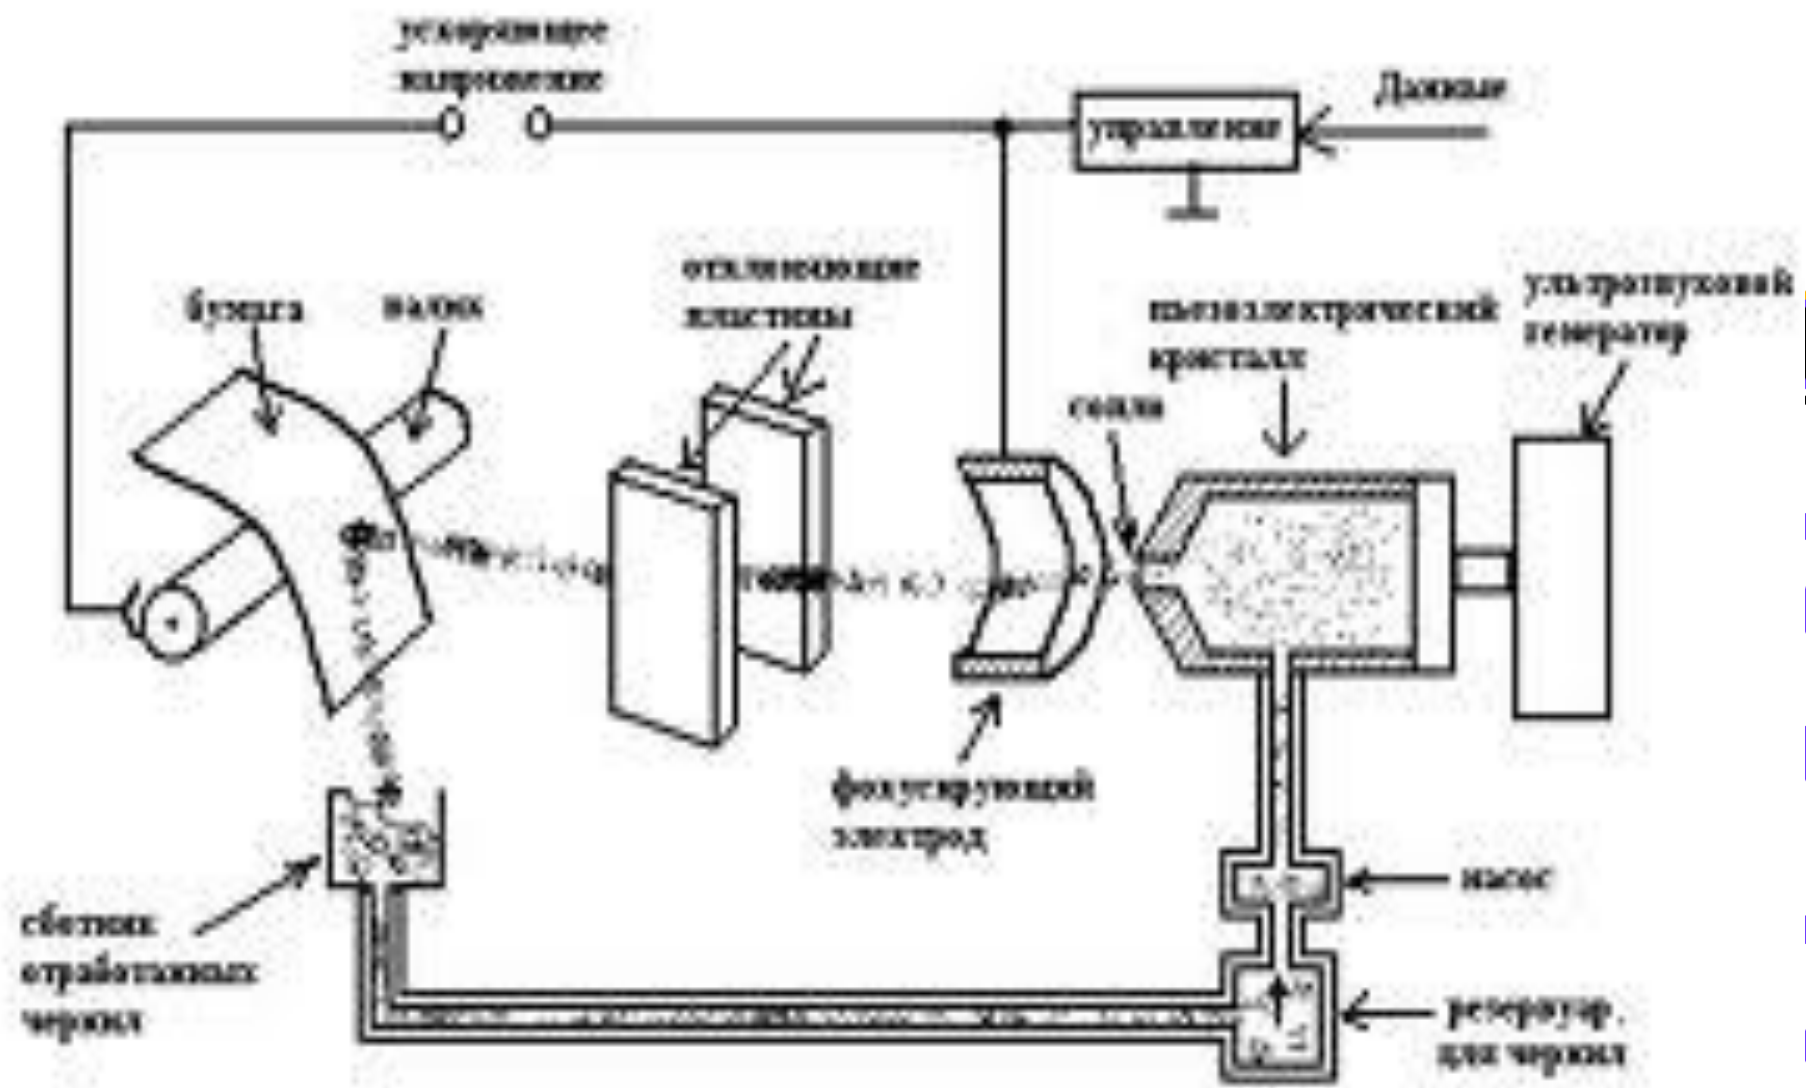 ускоряющее
напряжение
Данные
управление
отклоняющие
пластины
бумага
валик
пьезоэлектрический
кристалл
ультразвуковой
генератор
сопла
фокусирующий
электрод
насос
сборник
отработанных
чернил
резервуар.
для чернил